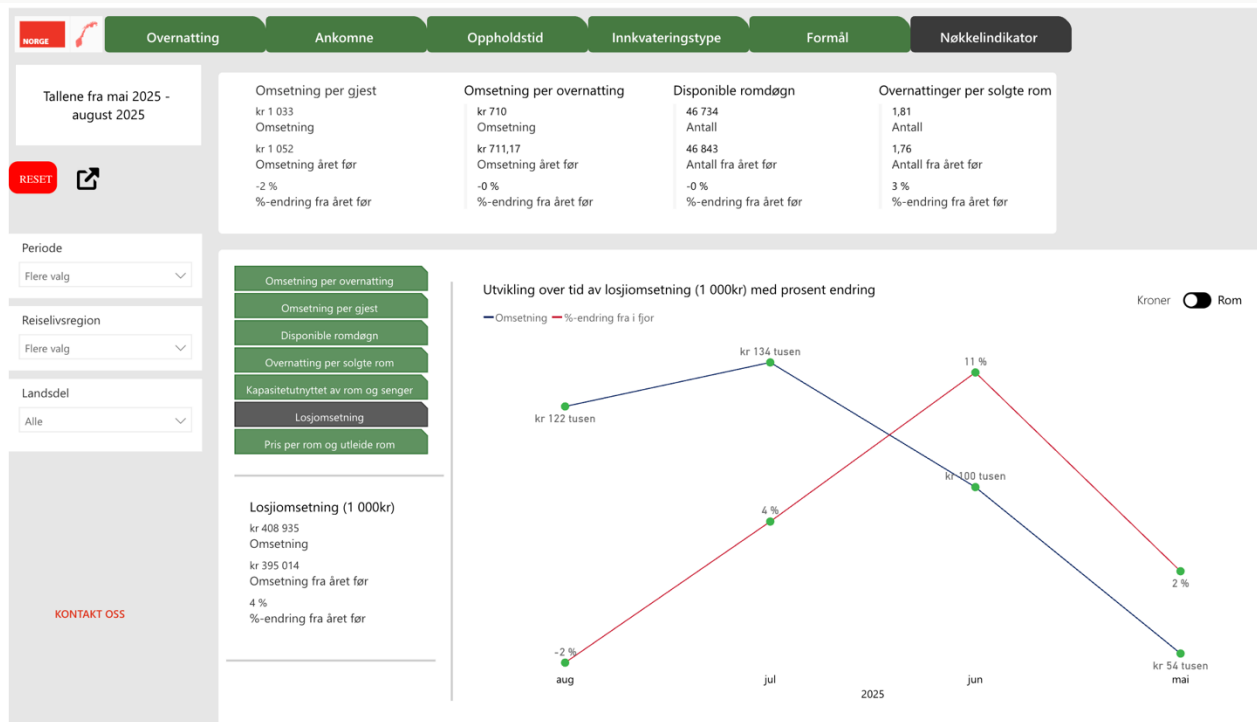 NORGE
Overnatting
Ankomne
Oppholdstid
Innkvateringstype
Formål
Nøkkelindikator
Tallene fra mai 2025 -
august 2025
RESET
Omsetning per gjest
kr 1 033
Omsetning
kr 1 052
Omsetning året før
-2 %
%-endring fra året før
Omsetning per overnatting
kr 710
Omsetning
kr 711,17
Omsetning året før
-0 %
%-endring fra året før
Disponible romdøgn
46 734
Antall
46 843
Antall fra året før
-0 %
%-endring fra året før
Overnattinger per solgte rom
1,81
Antall
1,76
Antall fra året før
3 %
%-endring fra året før
Periode
Flere valg
Reiselivsregion
Flere valg
Landsdel
Alle
KONTAKT OSS
Omsetning per overnatting
Omsetning per gjest
Disponible romdøgn
Overnatting per solgte rom
Kapasitetutnyttet av rom og senger
Losjomsetning
Pris per rom og utleide rom
Losjiomsetning (1 000kr)
kr 408 935
Omsetning
kr 395 014
Omsetning fra året før
4 %
%-endring fra året før
Utvikling over tid av losjiomsetning (1 000kr) med prosent endring
Kroner
Rom
Omsetning
%-endring fra i fjor
kr 134 tusen
11 %
kr 122 tusen
kr 100 tusen
4 %
2 %
-2 %
kr 54 tusen
aug
jul
jun
mai
2025